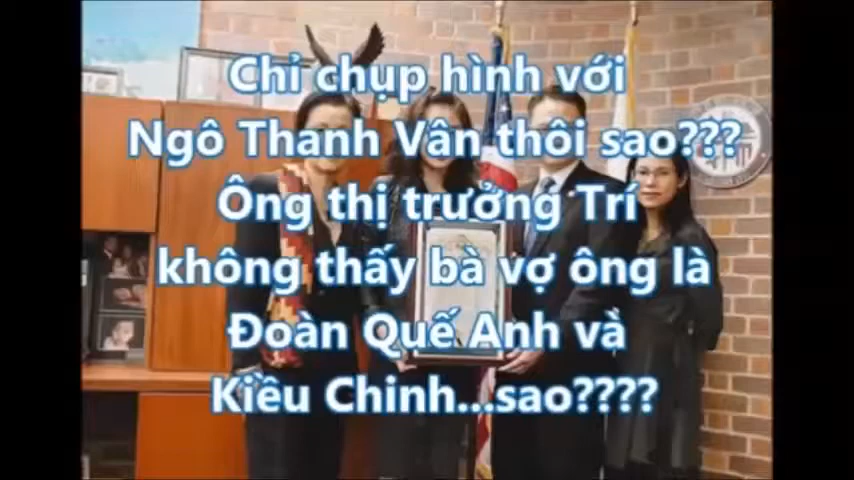 Chỉ chụp hình với
Ngô Thanh Vân thôi sao???
Ông thị trưởng Trí
không thấy bà vợ ông là
Đoàn Quế Anh và
Kiều Chinh...sao????